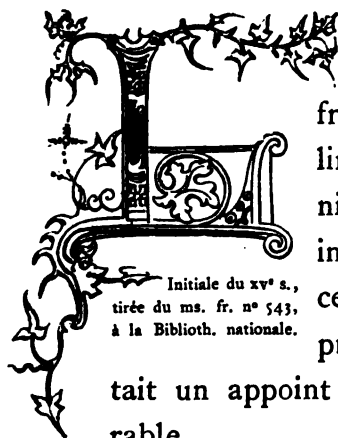 L
fr
lin
ni
in
Initiale du XVᵉ s.,
tirée du ms. fr. nº 543,
à la Biblioth. nationale.
ce
pr
tait un appoint
rable